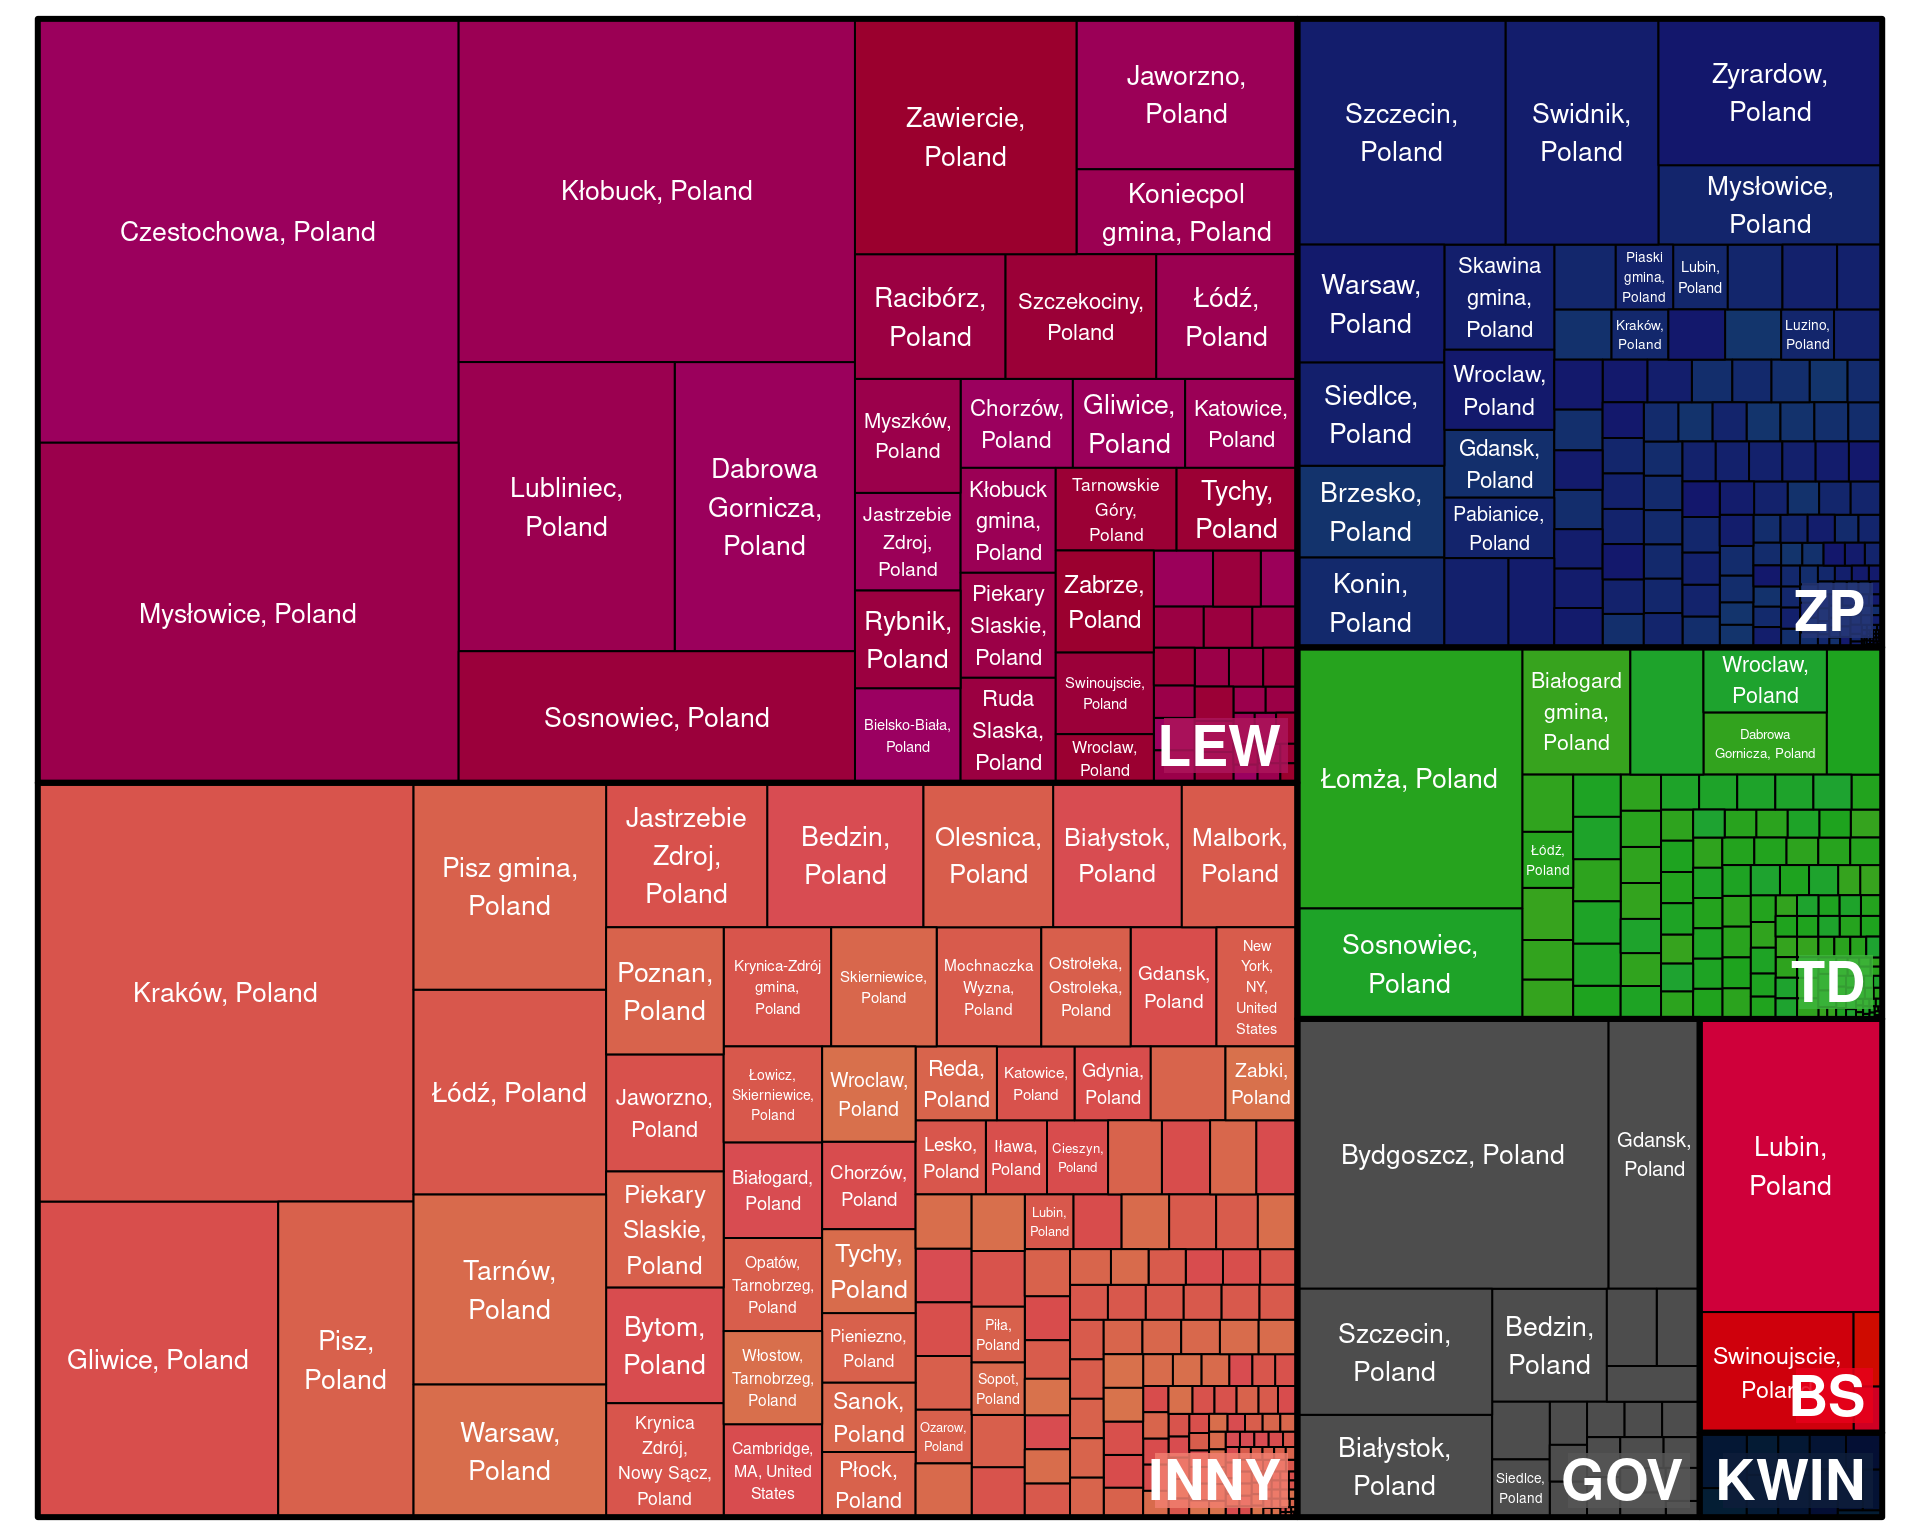 Czestochowa, Poland
Mysłowice, Poland
Kłobuck, Poland
Lubliniec,
Poland
Dabrowa
Gornicza,
Poland
Sosnowiec, Poland
Zawiercie,
Poland
Jaworzno,
Poland
Koniecpol
gmina, Poland
Racibórz,
Poland
Szczekociny,
Poland
Łódź,
Poland
Myszków,
Poland
Chorzów,
Poland
Gliwice,
Poland
Katowice,
Poland
Jastrzebie
Zdroj,
Poland
Kłobuck
gmina,
Poland
Tarnowskie
Góry,
Poland
Tychy,
Poland
Rybnik,
Poland
Piekary
Slaskie,
Poland
Zabrze,
Poland
Bielsko-Biała,
Poland
Ruda
Slaska,
Poland
Swinoujscie,
Poland
Wroclaw,
Poland
LEW
Szczecin,
Poland
Swidnik,
Poland
Zyrardow,
Poland
Mysłowice,
Poland
Warsaw,
Poland
Skawina
gmina,
Poland
Piaski
gmina,
Poland
Lubin,
Poland
Kraków,
Poland
Luzino,
Poland
Siedlce,
Poland
Wroclaw,
Poland
Gdansk,
Poland
Brzesko,
Poland
Pabianice,
Poland
Konin,
Poland
ZP
Łomża, Poland
Białogard
gmina,
Poland
Wroclaw,
Poland
Dabrowa
Gornicza, Poland
Łódź,
Poland
Sosnowiec,
Poland
TD
Kraków, Poland
Gliwice, Poland
Pisz,
Poland
Pisz gmina,
Poland
Łódź, Poland
Tarnów,
Poland
Warsaw,
Poland
Jastrzebie
Zdroj,
Poland
Bedzin,
Poland
Olesnica,
Poland
Białystok,
Poland
Malbork,
Poland
Poznan,
Poland
Krynica-Zdrój
gmina,
Poland
Skierniewice,
Poland
Mochnaczka
Wyzna,
Poland
Ostrołeka,
Ostroleka,
Poland
Gdansk,
Poland
New
York,
NY,
United
States
Jaworzno,
Poland
Łowicz,
Skierniewice,
Poland
Wroclaw,
Poland
Reda,
Poland
Katowice,
Poland
Gdynia,
Poland
Zabki,
Poland
Lesko,
Poland
Iława,
Poland
Cieszyn,
Poland
Piekary
Slaskie,
Poland
Białogard,
Poland
Chorzów,
Poland
Lubin,
Poland
Opatów,
Tarnobrzeg,
Poland
Tychy,
Poland
Bytom,
Poland
Włostow,
Tarnobrzeg,
Poland
Pieniezno,
Poland
Piła,
Poland
Sopot,
Poland
Krynica
Zdrój,
Nowy Sącz,
Poland
Cambridge,
MA, United
States
Sanok,
Poland
Ozarow,
Poland
Płock,
Poland
INNY
Bydgoszcz, Poland
Gdansk,
Poland
Szczecin,
Poland
Bedzin,
Poland
Białystok,
Poland
Siedlce,
Poland
GOV
Lubin,
Poland
Swinoujscie,
Poland
BS
KWIN